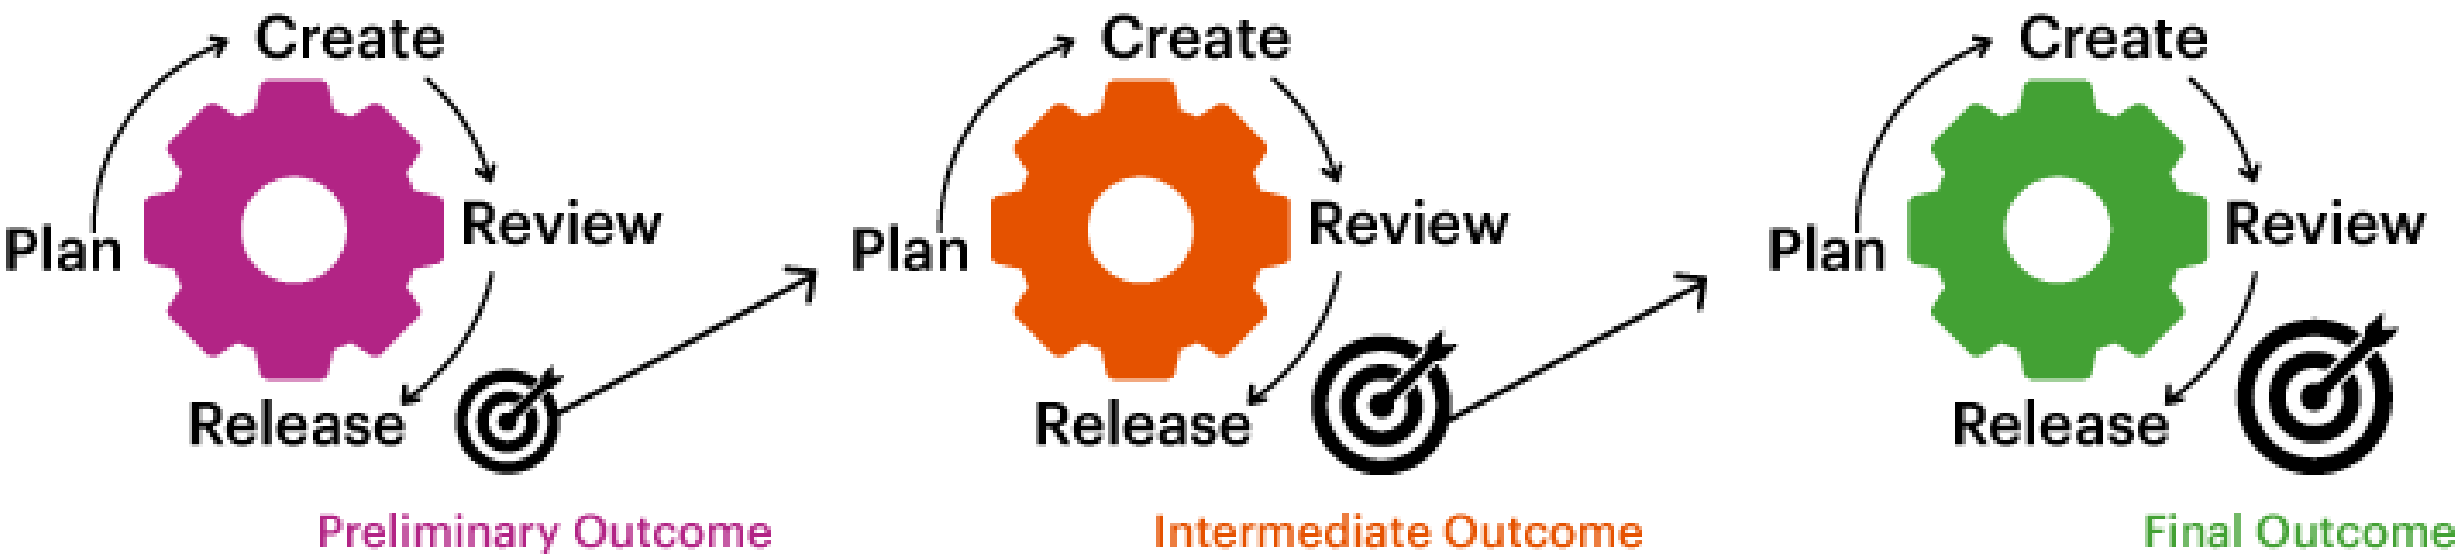 Create
Plan
Review
Release
Preliminary Outcome
Create
Plan
Review
Release
Intermediate Outcome
Create
Plan
Review
Release
Final Outcome